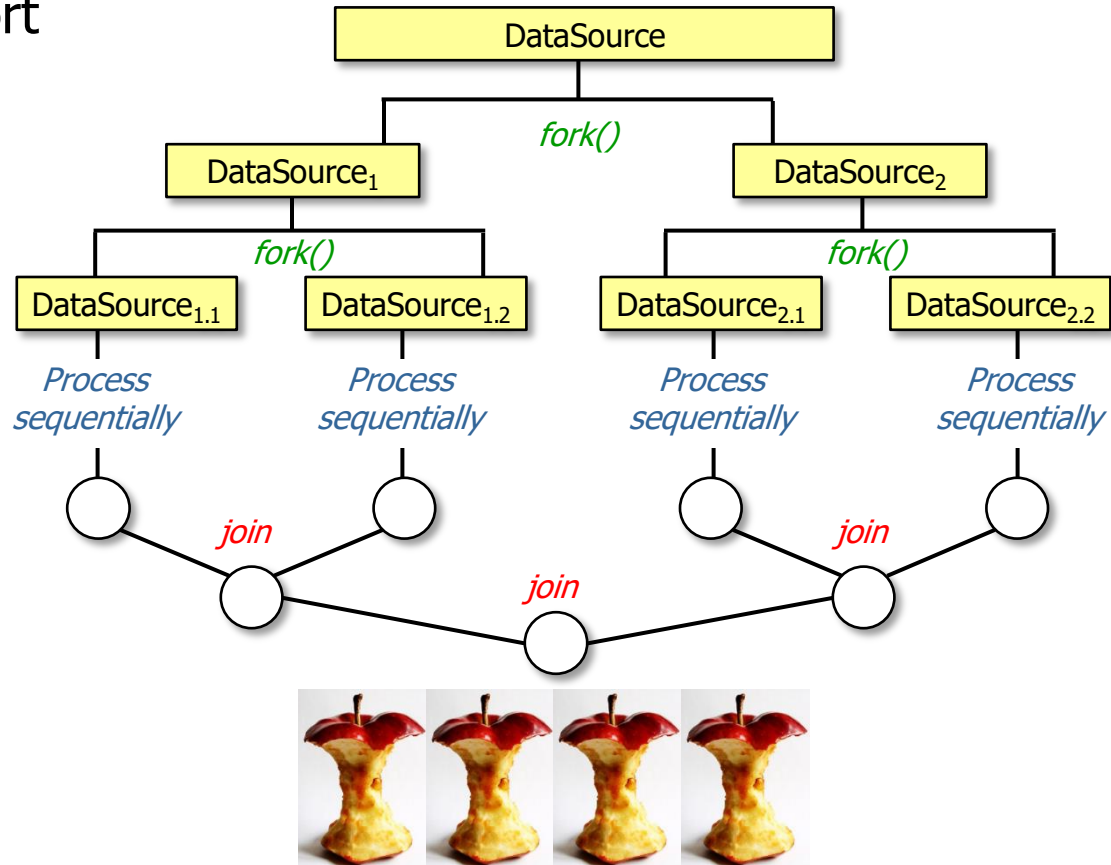 ort
DataSource
fork()
DataSource₁
DataSource₂
fork()
fork()
DataSource₁.₁
DataSource₁.₂
DataSource₂.₁
DataSource₂.₂
Process
sequentially
Process
sequentially
Process
sequentially
Process
sequentially
join
join
join